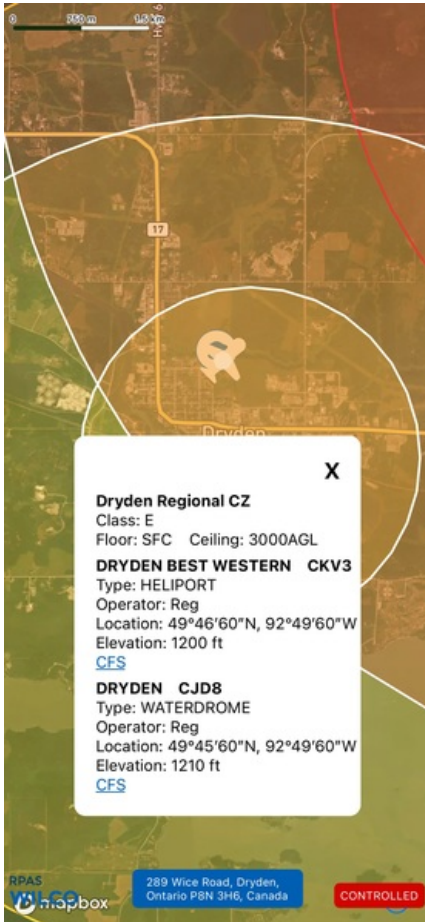 0 750 m 1.5 km
Hwy 6
17
Dryden
X
Dryden Regional CZ
Class: E
Floor: SFC Ceiling: 3000AGL
DRYDEN BEST WESTERN CKV3
Type: HELIPORT
Operator: Reg
Location: 49°46′60″N, 92°49′60″W
Elevation: 1200 ft
CFS
DRYDEN CJD8
Type: WATERDROME
Operator: Reg
Location: 49°45′60″N, 92°49′60″W
Elevation: 1210 ft
CFS
RPAS
WILCO
mapbox
289 Wice Road, Dryden,
Ontario P8N 3H6, Canada
CONTROLLED